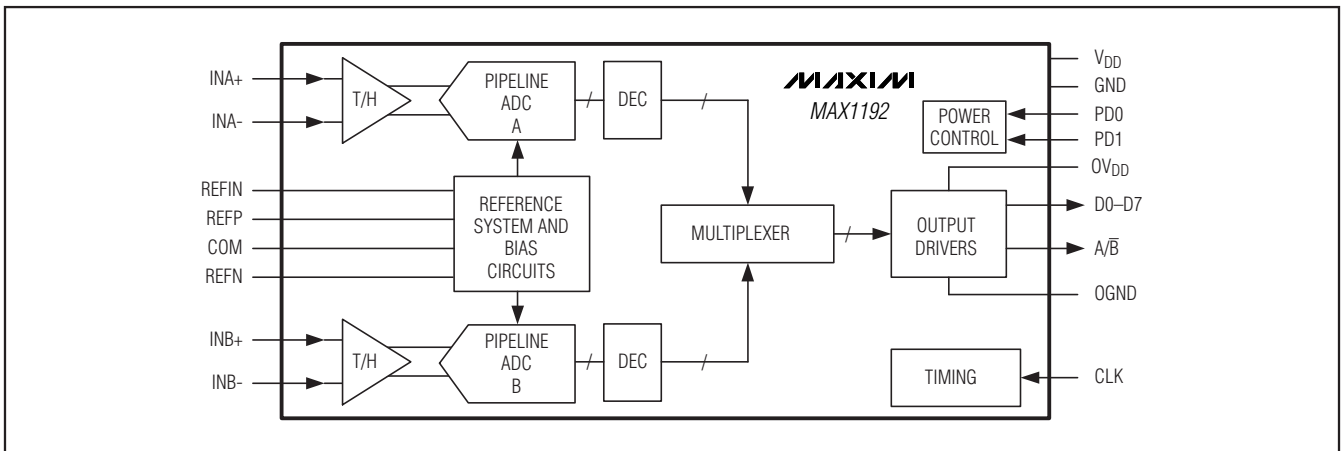 INA+
INA-
T/H
PIPELINE
ADC
A
DEC
MAXIM
MAX1192
POWER
CONTROL
VDD
GND
PD0
PD1
OVDD
REFIN
REFP
COM
REFN
REFERENCE
SYSTEM AND
BIAS
CIRCUITS
MULTIPLEXER
OUTPUT
DRIVERS
D0–D7
A/B̅
OGND
INB+
INB-
T/H
PIPELINE
ADC
B
DEC
TIMING
CLK